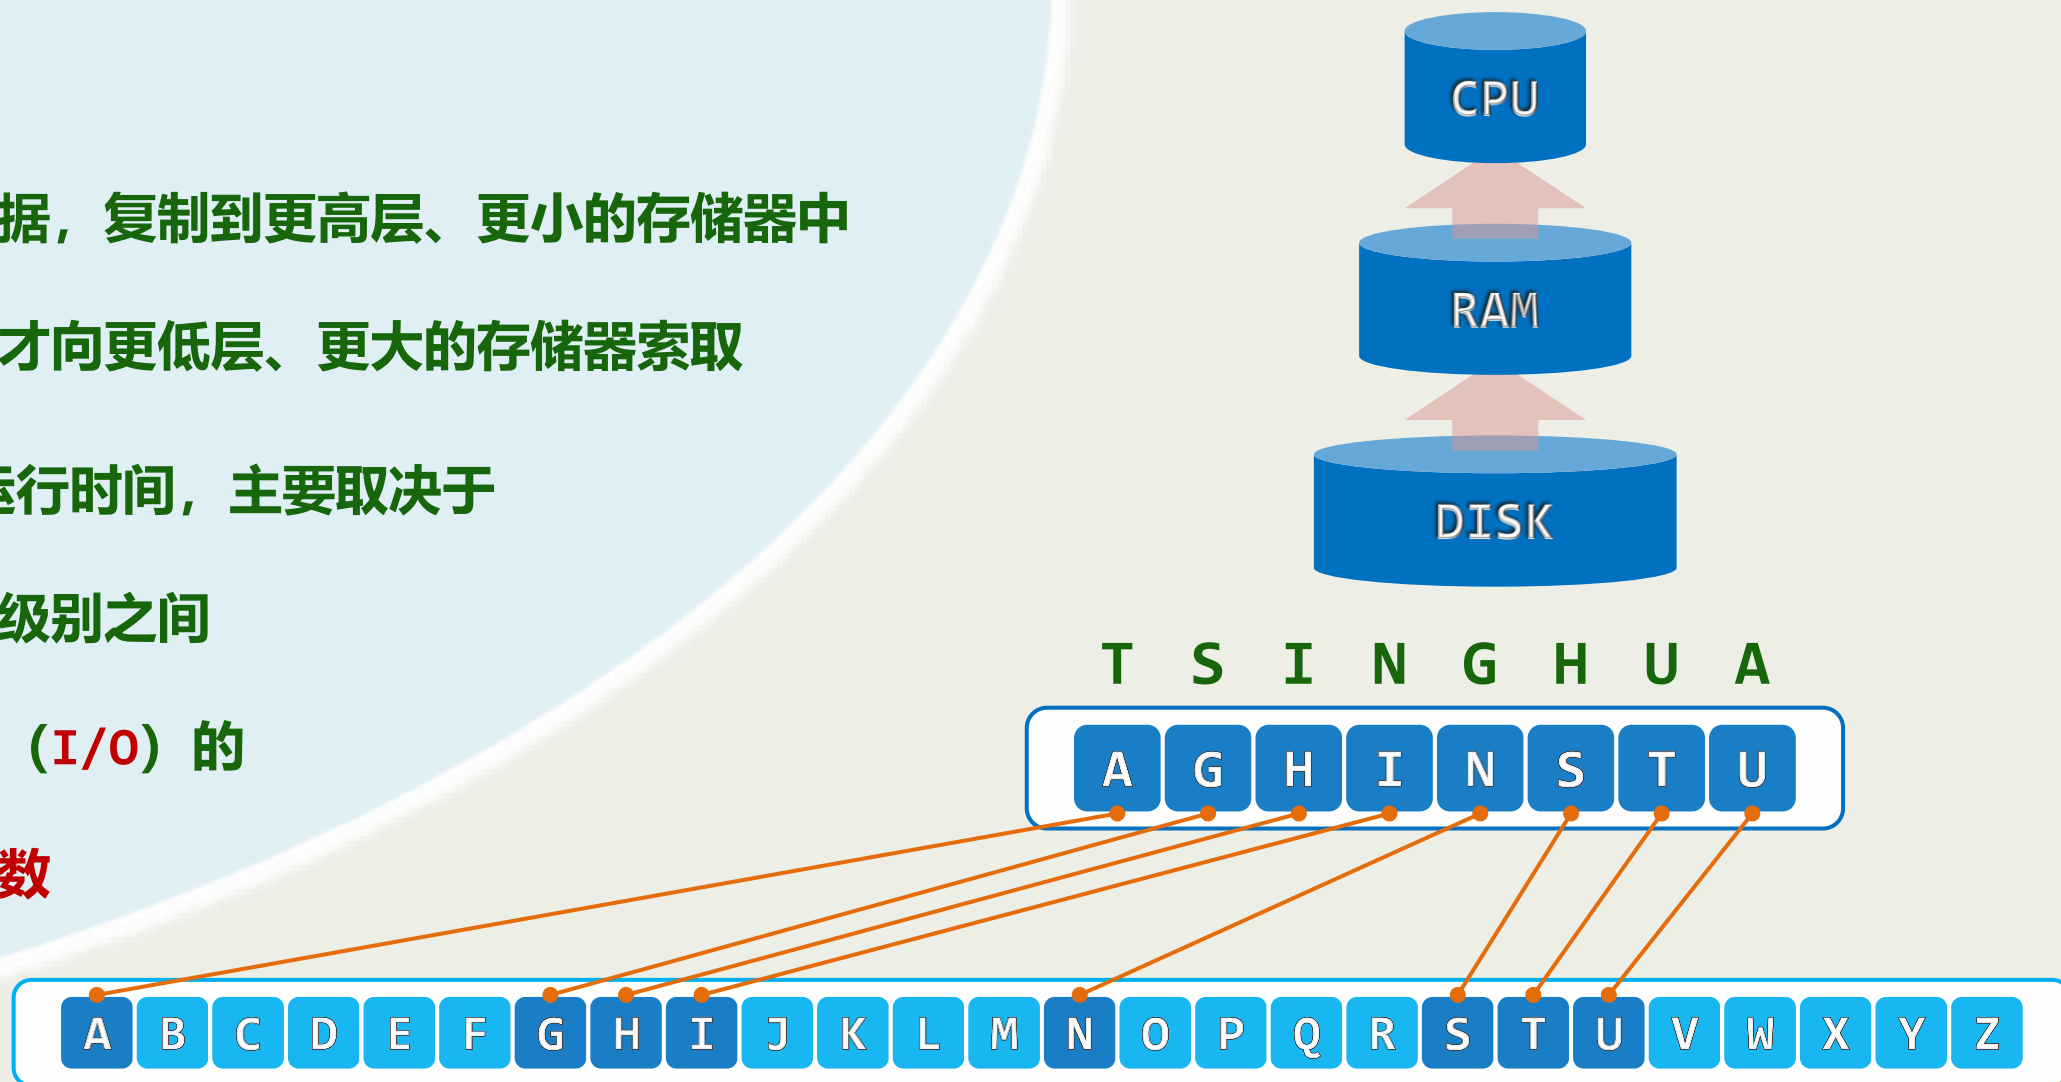 据，复制到更高层、更小的存储器中
才向更低层、更大的存储器索取
运行时间，主要取决于
级别之间
（I/O）的
数
CPU
RAM
DISK
T S I N G H U A
A G H I N S T U
A B C D E F G H I J K L M N O P Q R S T U V W X Y Z